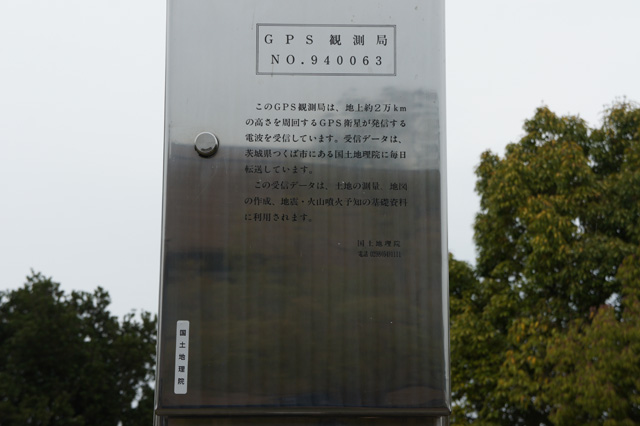 GPS観測局
NO.940063
このGPS観測局は、地上約2万km
の高さを周回するGPS衛星が発信する
電波を受信しています。受信データは、
茨城県つくば市にある国土地理院に毎日
転送しています。
この受信データは、土地の測量、地図
の作成、地震・火山噴火予知の基礎資料
に利用されます。
国土地理院
国土地理院